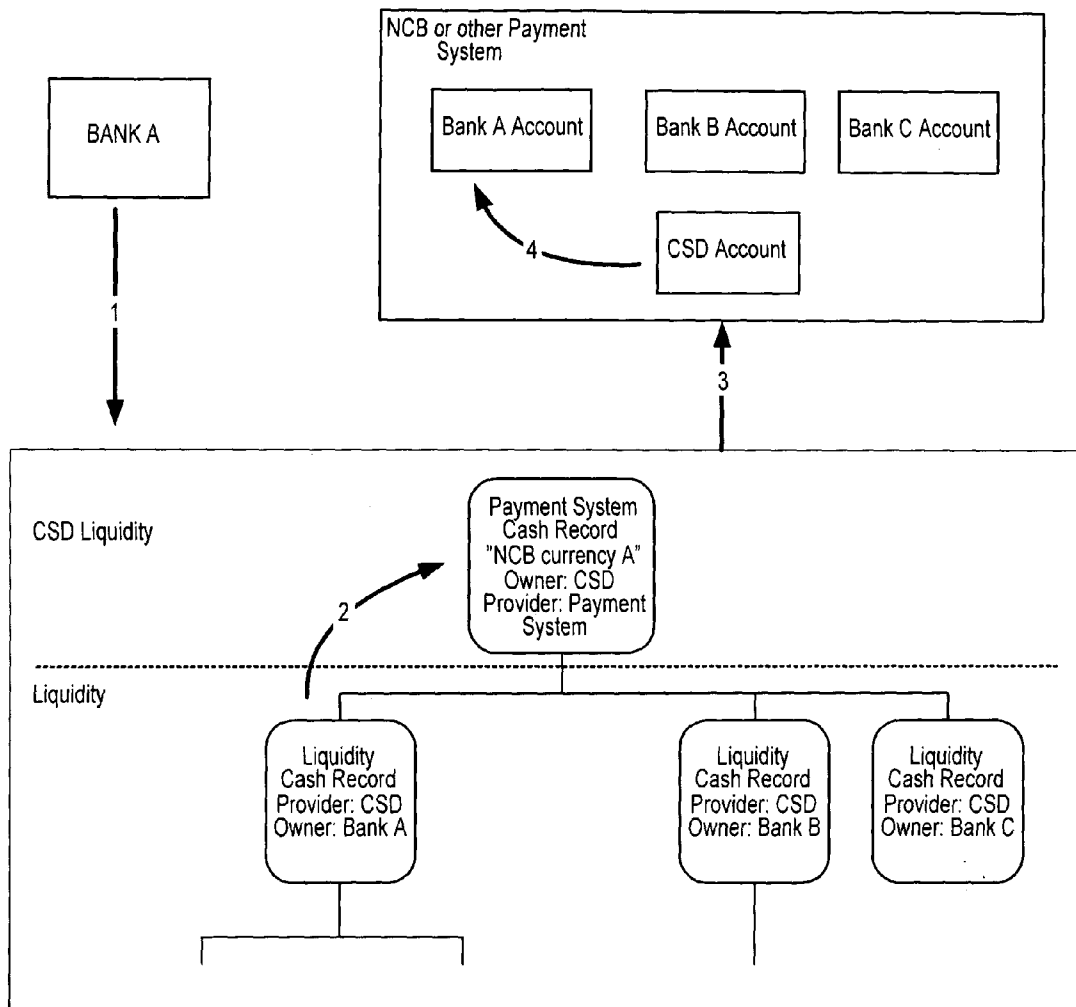 NCB or other Payment
System
BANK A
Bank A Account
Bank B Account
Bank C Account
CSD Account
4
1
3
CSD Liquidity
Payment System
Cash Record
"NCB currency A"
Owner: CSD
Provider: Payment
System
2
Liquidity
Liquidity
Cash Record
Provider: CSD
Owner: Bank A
Liquidity
Cash Record
Provider: CSD
Owner: Bank B
Liquidity
Cash Record
Provider: CSD
Owner: Bank C